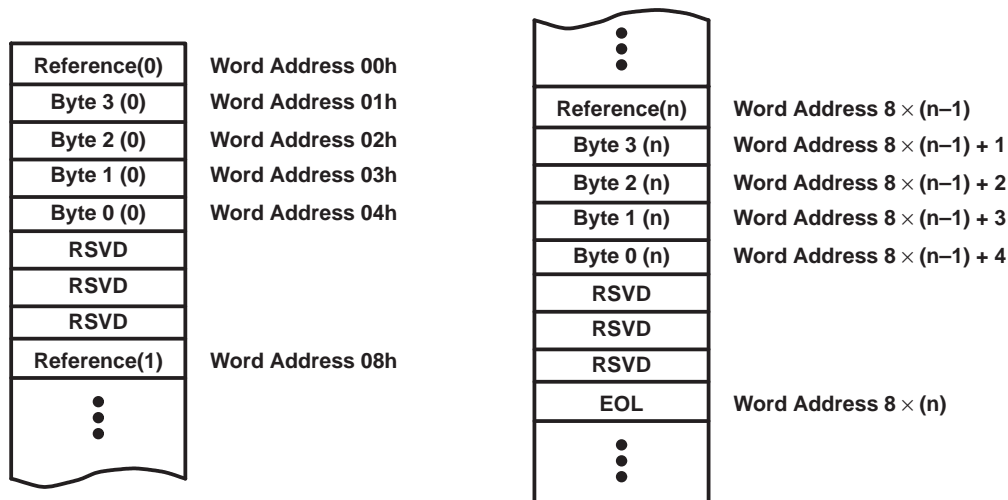 Reference(0) Word Address 00h
Byte 3 (0) Word Address 01h
Byte 2 (0) Word Address 02h
Byte 1 (0) Word Address 03h
Byte 0 (0) Word Address 04h
RSVD
RSVD
RSVD
Reference(1) Word Address 08h
Reference(n) Word Address 8 × (n–1)
Byte 3 (n) Word Address 8 × (n–1) + 1
Byte 2 (n) Word Address 8 × (n–1) + 2
Byte 1 (n) Word Address 8 × (n–1) + 3
Byte 0 (n) Word Address 8 × (n–1) + 4
RSVD
RSVD
RSVD
EOL Word Address 8 × (n)